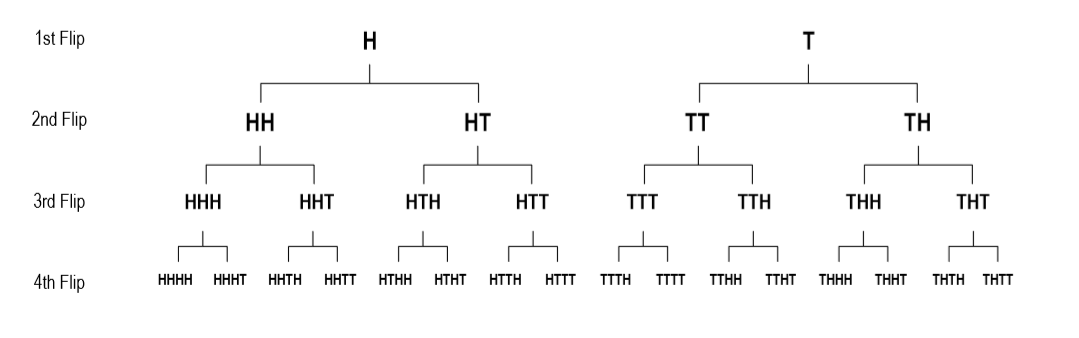 1st Flip H T
2nd Flip HH HT TT TH
3rd Flip HHH HHT HTH HTT TTT TTH THH THT
4th Flip HHHH HHHT HHTH HHTT HTHH HTHT HTTH HTTT TTTH TTTT TTHH TTHT THHH THHT THTH THTT